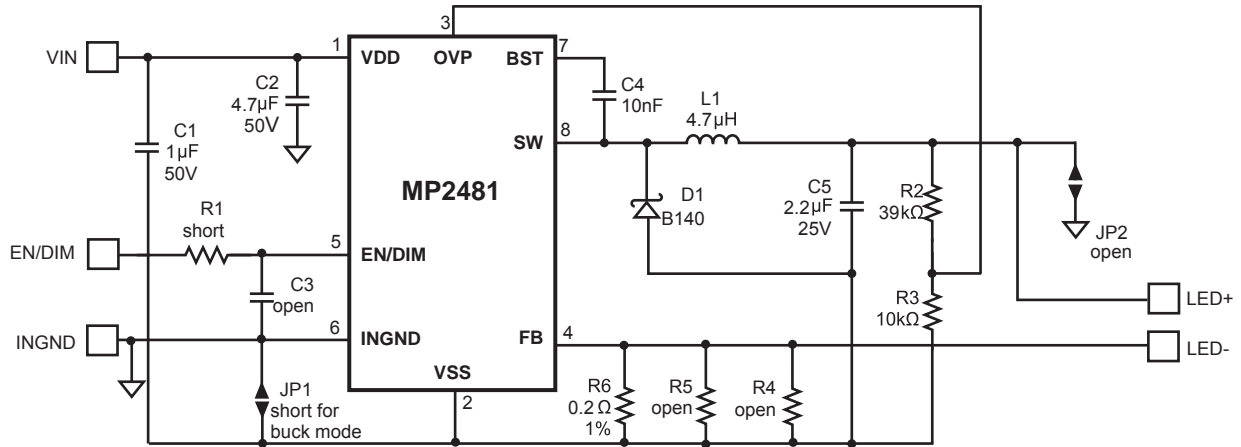 3
7
VIN
1
VDD
OVP
BST
C2
4.7µF
50V
C4
10nF
L1
4.7µH
C1
1µF
50V
8
SW
MP2481
D1
B140
C5
2.2µF
25V
R2
39kΩ
R1
short
JP2
open
EN/DIM
5
EN/DIM
C3
open
R3
10kΩ
LED+
INGND
6
INGND
FB
4
LED-
VSS
2
JP1
short for
buck mode
R6
0.2Ω
1%
R5
open
R4
open